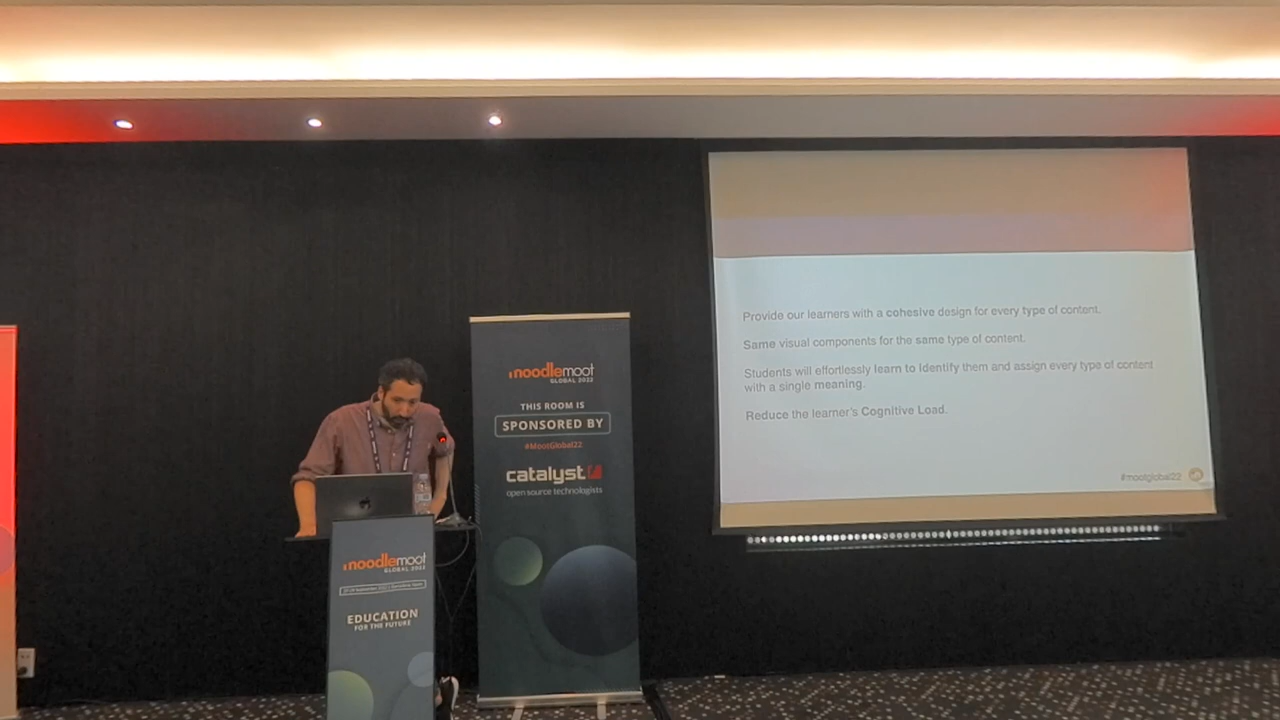 Provide our learners with a cohesive design for every type of content.
Same visual components for the same type of content.
Students will effortlessly learn to identify them and assign every type of content
with a single meaning.
Reduce the learner's Cognitive Load.
#mootglobal22
moodlemoot
GLOBAL 2022
THIS ROOM IS
SPONSORED BY
#MootGlobal22
catalyst
open source technologists
moodlemoot
GLOBAL 2022
EDUCATION
FOR THE FUTURE